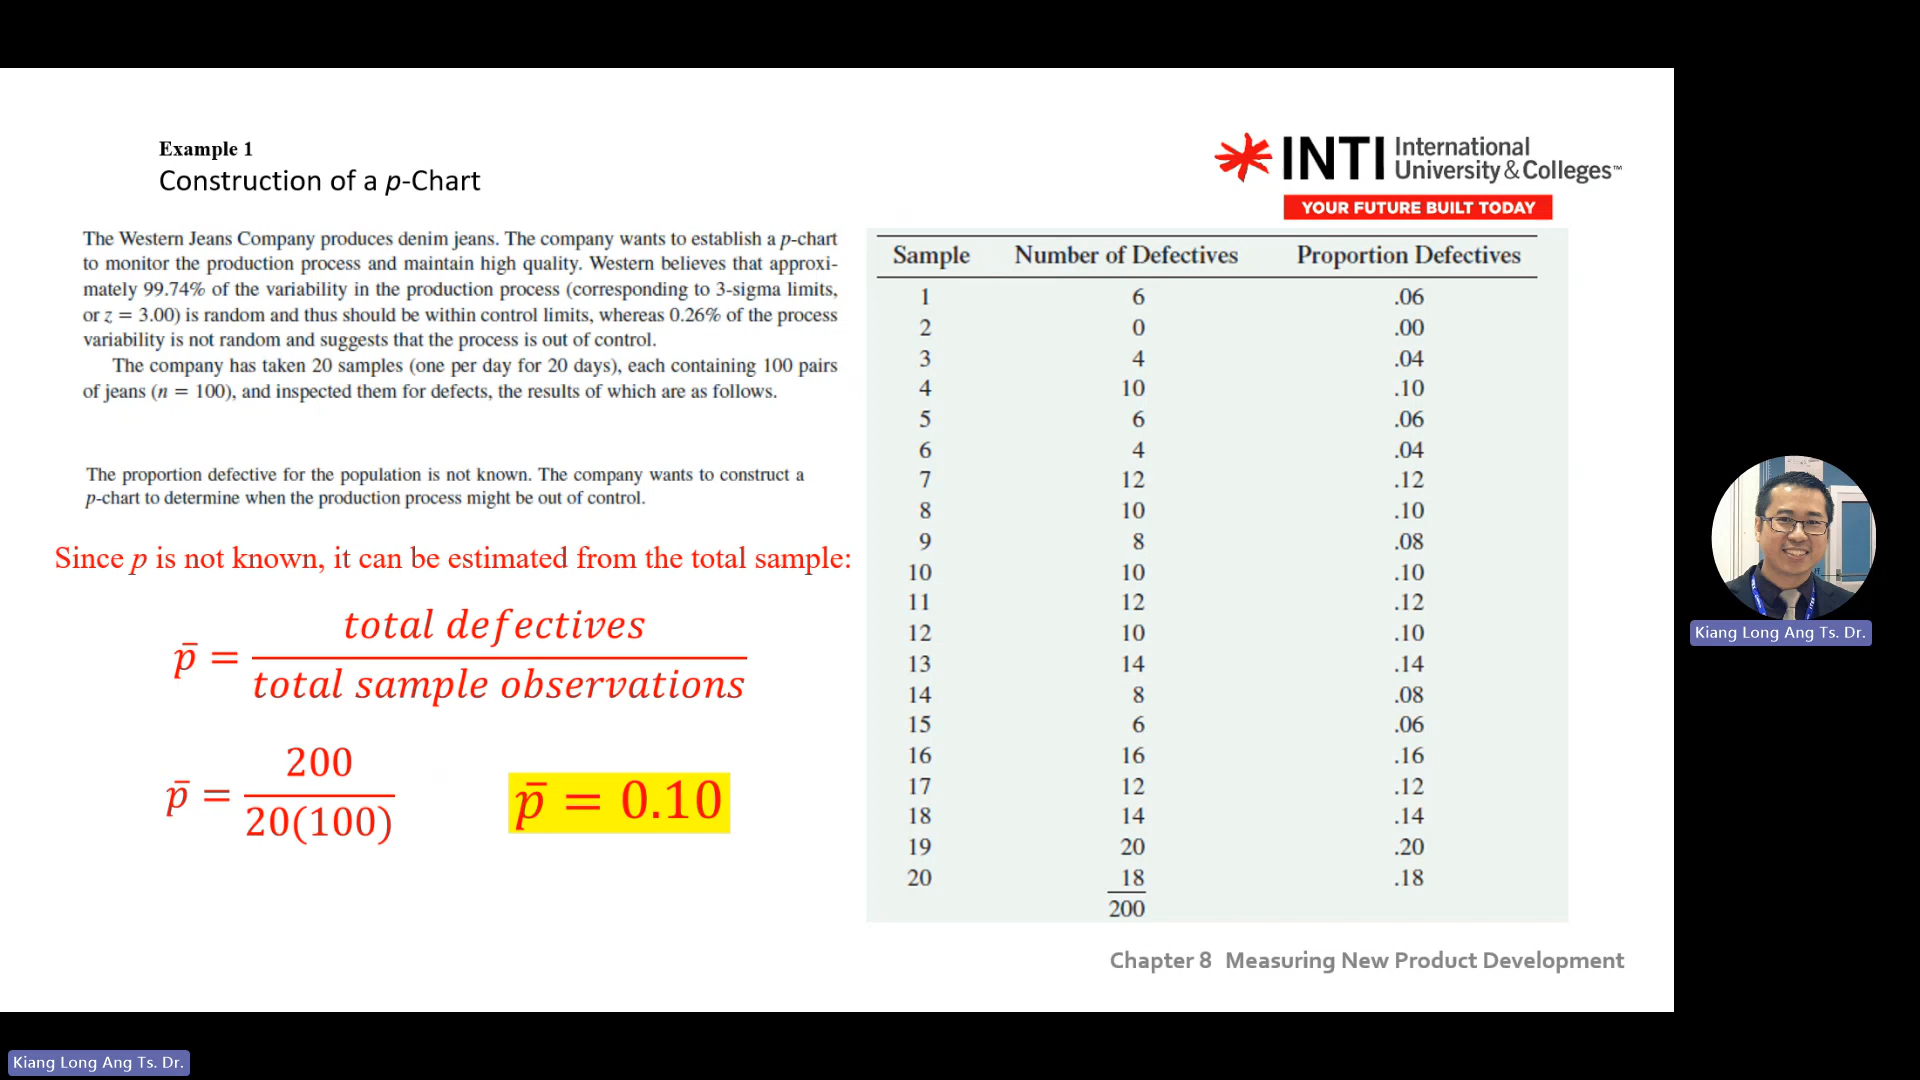 Example 1
Construction of a p-Chart
INTI International
University & Colleges™
YOUR FUTURE BUILT TODAY
The Western Jeans Company produces denim jeans. The company wants to establish a p-chart
to monitor the production process and maintain high quality. Western believes that approxi-
mately 99.74% of the variability in the production process (corresponding to 3-sigma limits,
or z = 3.00) is random and thus should be within control limits, whereas 0.26% of the process
variability is not random and suggests that the process is out of control.
The company has taken 20 samples (one per day for 20 days), each containing 100 pairs
of jeans (n = 100), and inspected them for defects, the results of which are as follows.
The proportion defective for the population is not known. The company wants to construct a
p-chart to determine when the production process might be out of control.
Since p is not known, it can be estimated from the total sample:
p̄ = total defectives / total sample observations
p̄ = 200 / 20(100)
p̄ = 0.10
Sample Number of Defectives Proportion Defectives
1 6 .06
2 0 .00
3 4 .04
4 10 .10
5 6 .06
6 4 .04
7 12 .12
8 10 .10
9 8 .08
10 10 .10
11 12 .12
12 10 .10
13 14 .14
14 8 .08
15 6 .06
16 16 .16
17 12 .12
18 14 .14
19 20 .20
20 18 .18
200
Chapter 8 Measuring New Product Development
Kiang Long Ang Ts. Dr.
Kiang Long Ang Ts. Dr.